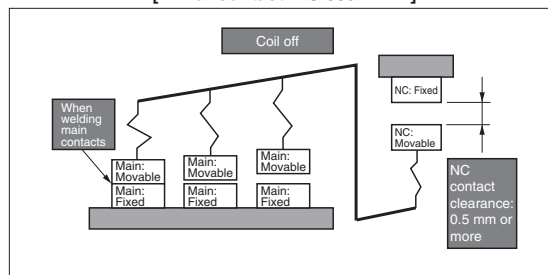 Coil off
NC: Fixed
When
welding
main
contacts
NC:
Movable
Main:
Movable
Main:
Movable
Main:
Movable
Main:
Fixed
Main:
Fixed
Main:
Fixed
NC
contact
clearance:
0.5 mm or
more